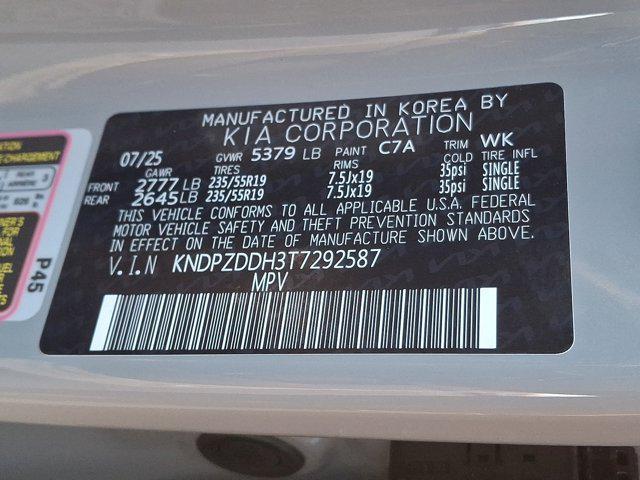 MANUFACTURED IN KOREA BY
KIA CORPORATION
07/25 GVWR 5379 LB PAINT C7A TRIM WK
GAWR TIRES RIMS COLD TIRE INFL
FRONT 2777 LB 235/55R19 7.5Jx19 35psi SINGLE
REAR 2645 LB 235/55R19 7.5Jx19 35psi SINGLE
THIS VEHICLE CONFORMS TO ALL APPLICABLE U.S.A. FEDERAL
MOTOR VEHICLE SAFETY AND THEFT PREVENTION STANDARDS
IN EFFECT ON THE DATE OF MANUFACTURE SHOWN ABOVE.
V.I.N KNDPZDDH3T7292587
MPV
P45